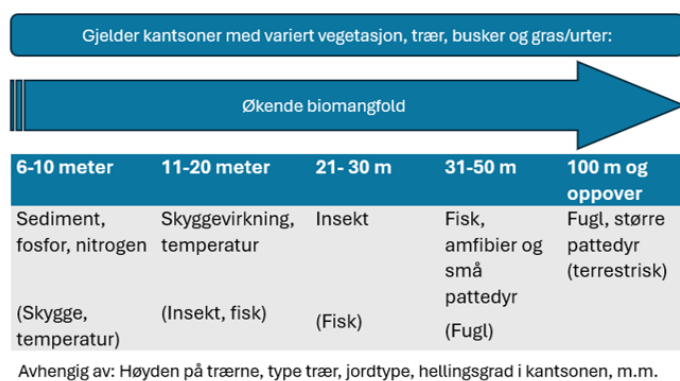 Gjelder kantsoner med variert vegetasjon, trær, busker og gras/urter:
Økende biomangfold
6-10 meter
11-20 meter
21- 30 m
31-50 m
100 m og
oppover
Sediment,
fosfor, nitrogen
(Skygge,
temperatur)
Skyggevirkning,
temperatur
(Insekt, fisk)
Insekt
(Fisk)
Fisk,
amfibier og
små
pattedyr
(Fugl)
Fugl, større
pattedyr
(terrestrisk)
Avhengig av: Høyden på trærne, type trær, jordtype, hellingsgrad i kantsonen, m.m.